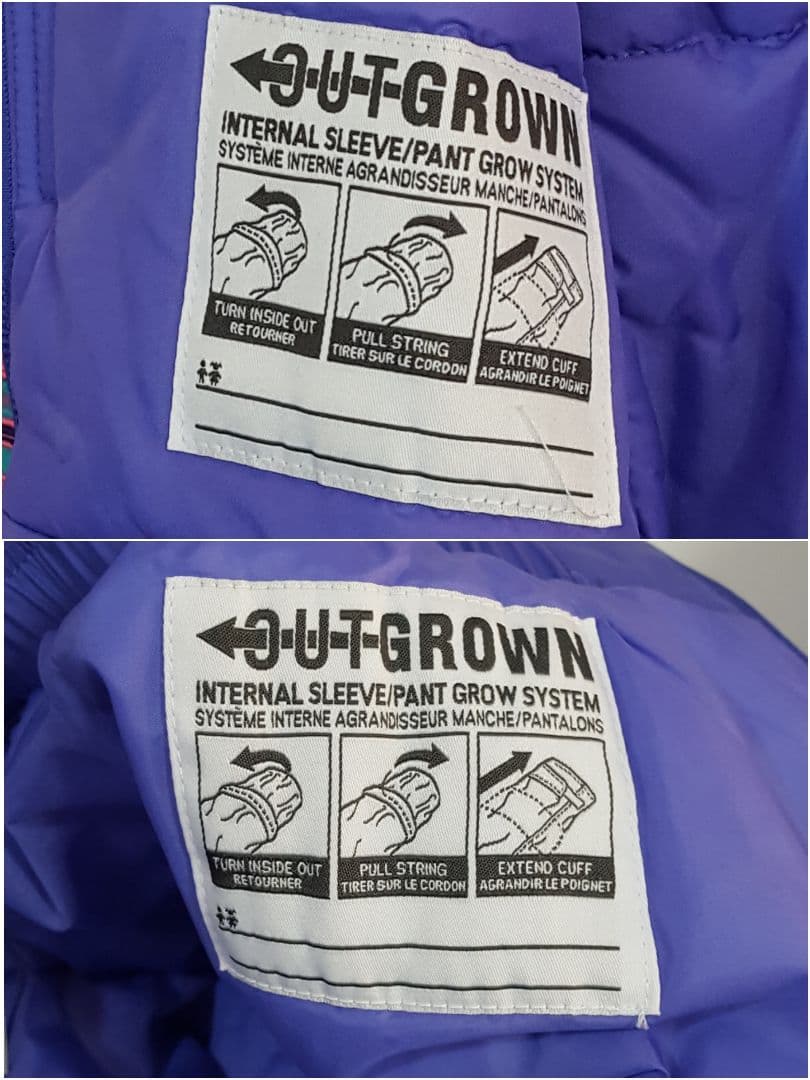 OUTGROWN
INTERNAL SLEEVE/PANT GROW SYSTEM
SYSTÈME INTERNE AGRANDISSEUR MANCHE/PANTALONS
TURN INSIDE OUT
RETOURNER
PULL STRING
TIRER SUR LE CORDON
EXTEND CUFF
AGRANDIR LE POIGNET
OUTGROWN
INTERNAL SLEEVE/PANT GROW SYSTEM
SYSTÈME INTERNE AGRANDISSEUR MANCHE/PANTALONS
TURN INSIDE OUT
RETOURNER
PULL STRING
TIRER SUR LE CORDON
EXTEND CUFF
AGRANDIR LE POIGNET